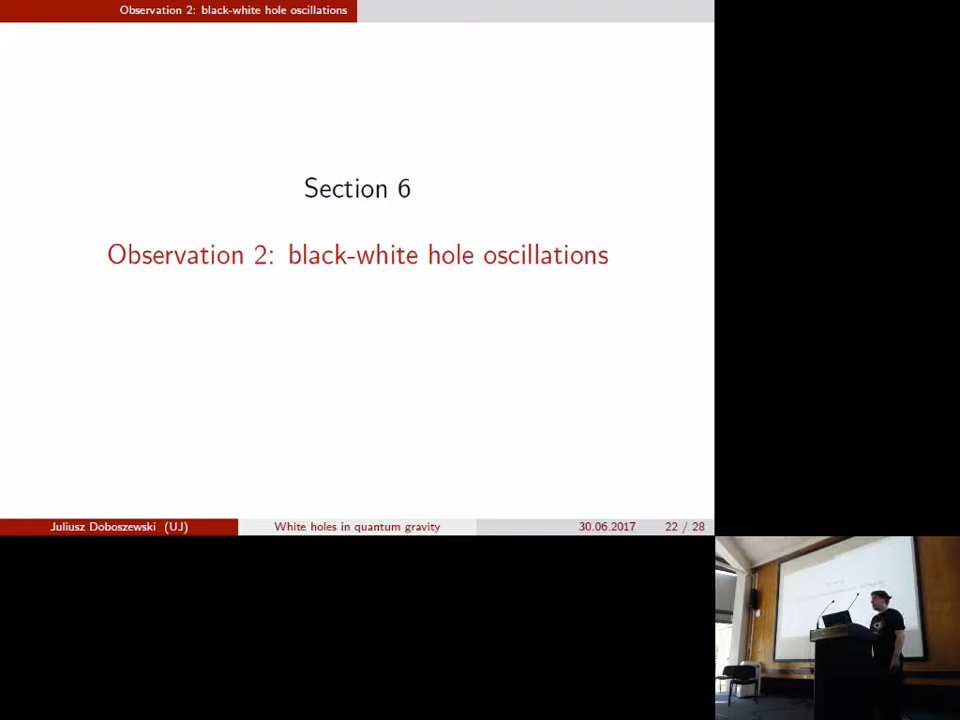 Observation 2: black-white hole oscillations
Section 6
Observation 2: black-white hole oscillations
Juliusz Doboszewski (UJ)
White holes in quantum gravity
30.06.2017
22 / 28